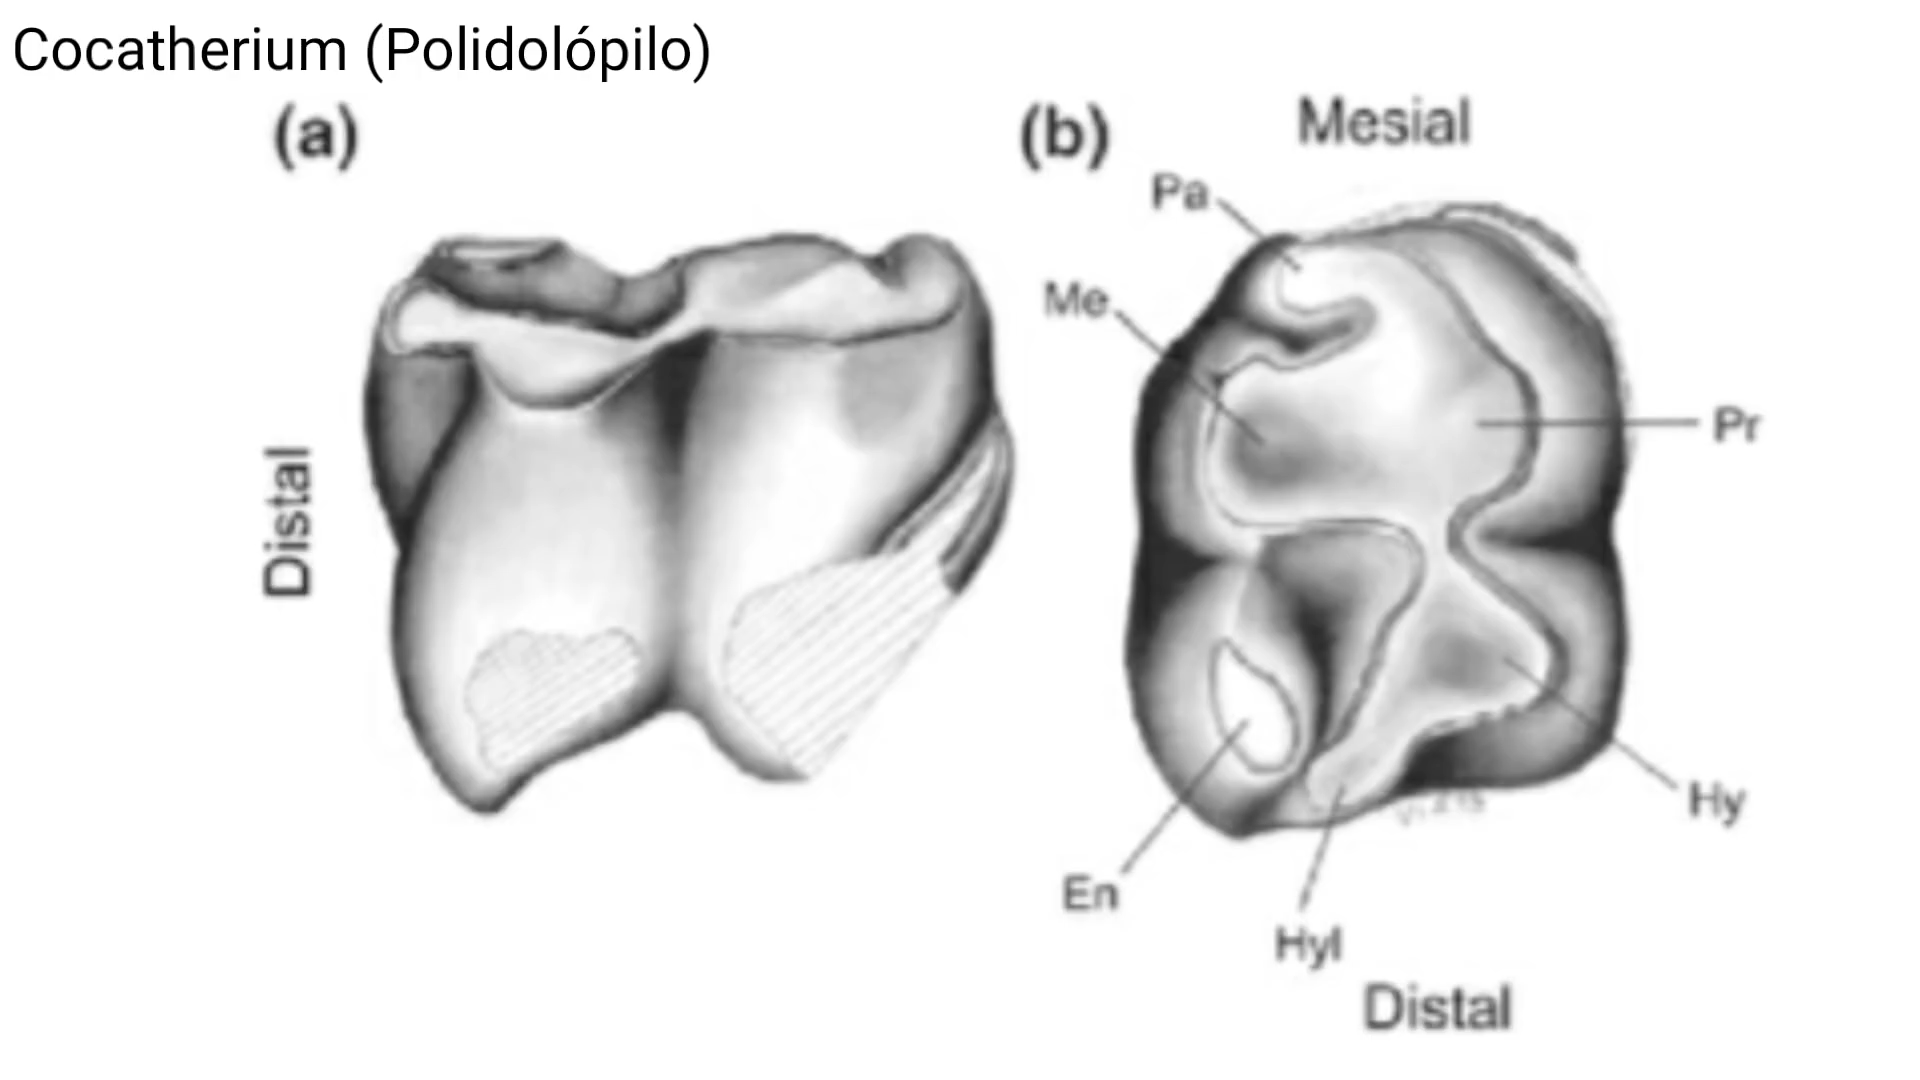 Cocatherium (Polidolópilo)
(a)
(b)
Mesial
Pa
Me
Pr
Distal
Hy
En
Hyl
Distal